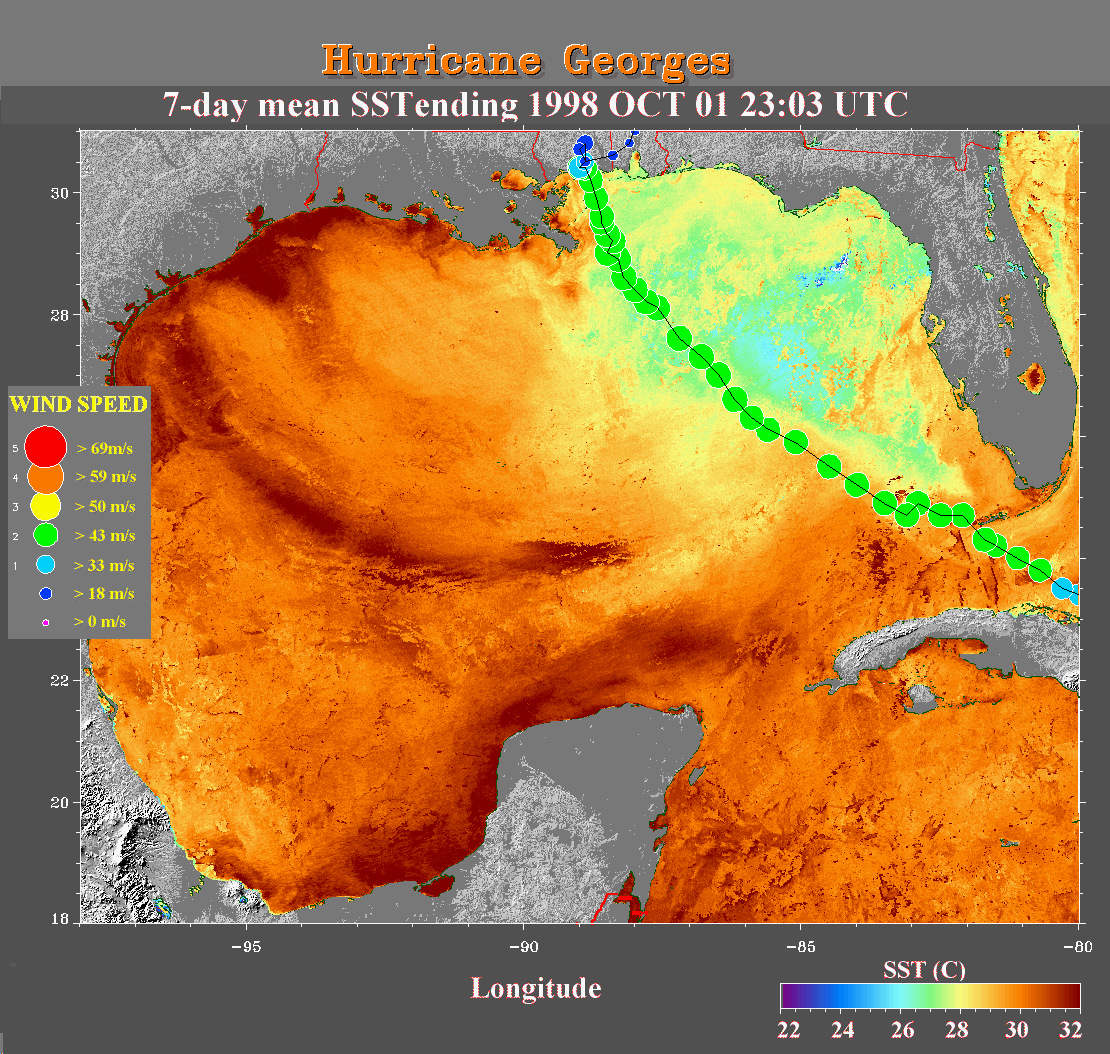 Hurricane Georges
7-day mean SSTending 1998 OCT 01 23:03 UTC
30
28
WIND SPEED
5 > 69m/s
4 > 59 m/s
3 > 50 m/s
2 > 43 m/s
1 > 33 m/s
> 18 m/s
> 0 m/s
22
20
18
-95 -90 -85 -80
Longitude
SST (C)
22 24 26 28 30 32